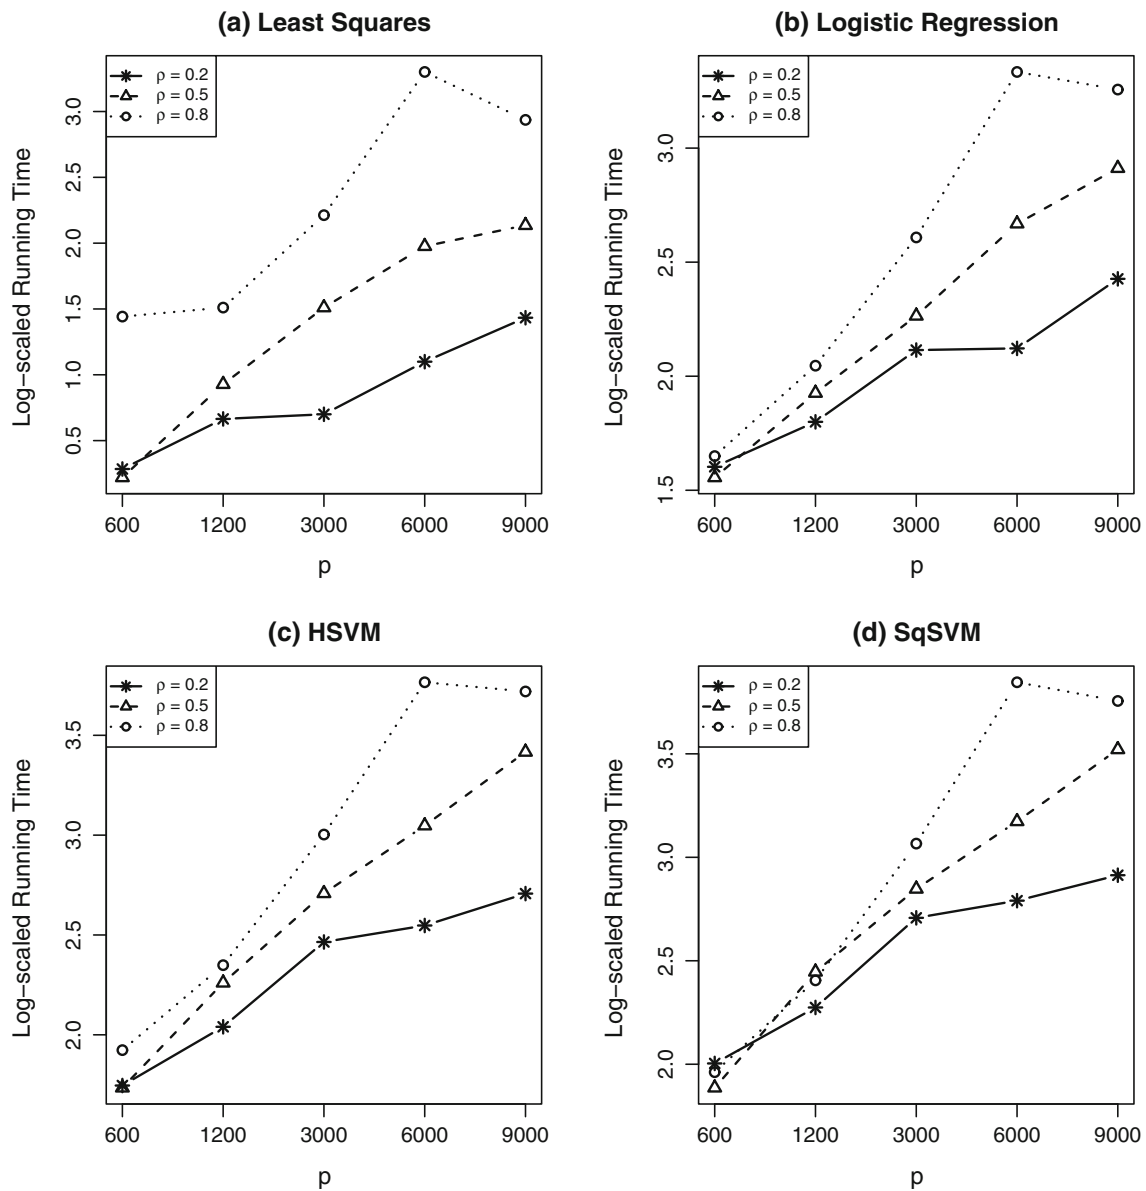 (a) Least Squares
ρ = 0.2
ρ = 0.5
ρ = 0.8
Log−scaled Running Time
3.0
2.5
2.0
1.5
1.0
0.5
600 1200 3000 6000 9000
p
(b) Logistic Regression
ρ = 0.2
ρ = 0.5
ρ = 0.8
Log−scaled Running Time
3.0
2.5
2.0
1.5
600 1200 3000 6000 9000
p
(c) HSVM
ρ = 0.2
ρ = 0.5
ρ = 0.8
Log−scaled Running Time
3.5
3.0
2.5
2.0
600 1200 3000 6000 9000
p
(d) SqSVM
ρ = 0.2
ρ = 0.5
ρ = 0.8
Log−scaled Running Time
3.5
3.0
2.5
2.0
600 1200 3000 6000 9000
p